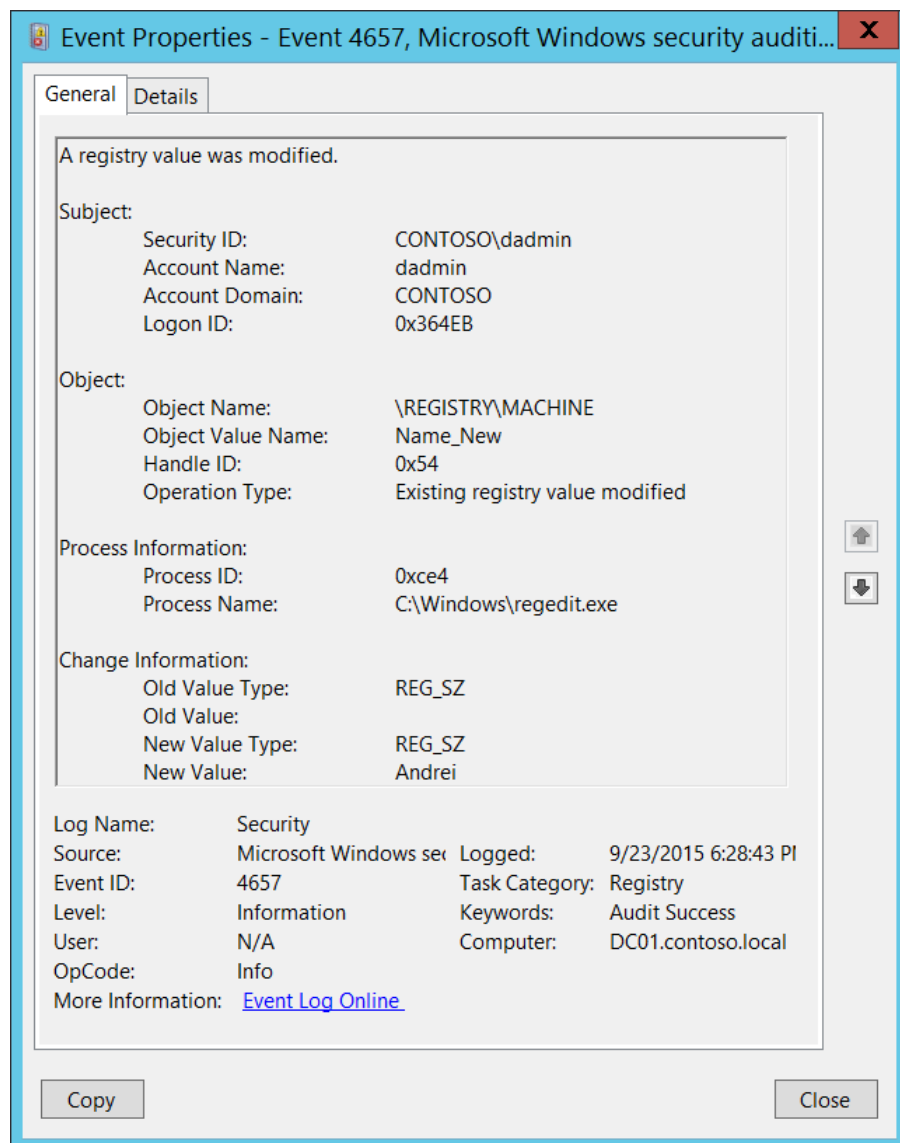 Event Properties - Event 4657, Microsoft Windows security auditi...
X
General Details
A registry value was modified.
Subject:
Security ID: CONTOSO\dadmin
Account Name: dadmin
Account Domain: CONTOSO
Logon ID: 0x364EB
Object:
Object Name: \REGISTRY\MACHINE
Object Value Name: Name_New
Handle ID: 0x54
Operation Type: Existing registry value modified
Process Information:
Process ID: 0xce4
Process Name: C:\Windows\regedit.exe
Change Information:
Old Value Type: REG_SZ
Old Value:
New Value Type: REG_SZ
New Value: Andrei
Log Name: Security
Source: Microsoft Windows sec Logged: 9/23/2015 6:28:43 PI
Event ID: 4657 Task Category: Registry
Level: Information Keywords: Audit Success
User: N/A Computer: DC01.contoso.local
OpCode: Info
More Information: Event Log Online
Copy Close